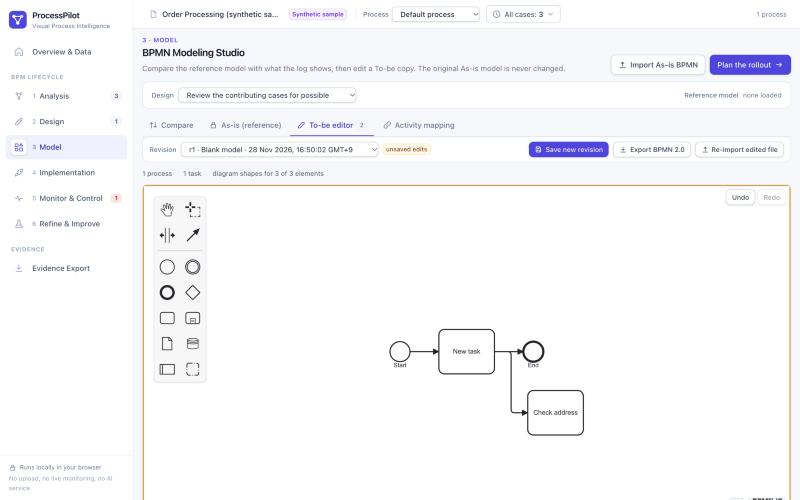 ProcessPilot
Visual Process Intelligence
Overview & Data
BPM LIFECYCLE
1 Analysis 3
2 Design 1
3 Model
4 Implementation
5 Monitor & Control 1
6 Refine & Improve
EVIDENCE
Evidence Export
Runs locally in your browser
No upload, no live monitoring, no AI
service.
Order Processing (synthetic sa... Synthetic sample Process Default process All cases: 3 1 process
3 · MODEL
BPMN Modeling Studio
Compare the reference model with what the log shows, then edit a To-be copy. The original As-is model is never changed.
Import As-is BPMN Plan the rollout →
Design Review the contributing cases for possible Reference model none loaded
Compare As-is (reference) To-be editor 2 Activity mapping
Revision r1 · Blank model · 28 Nov 2026, 16:50:02 GMT+9 unsaved edits Save new revision Export BPMN 2.0 Re-import edited file
1 process 1 task diagram shapes for 3 of 3 elements
Undo Redo
New task
Start
End
Check address